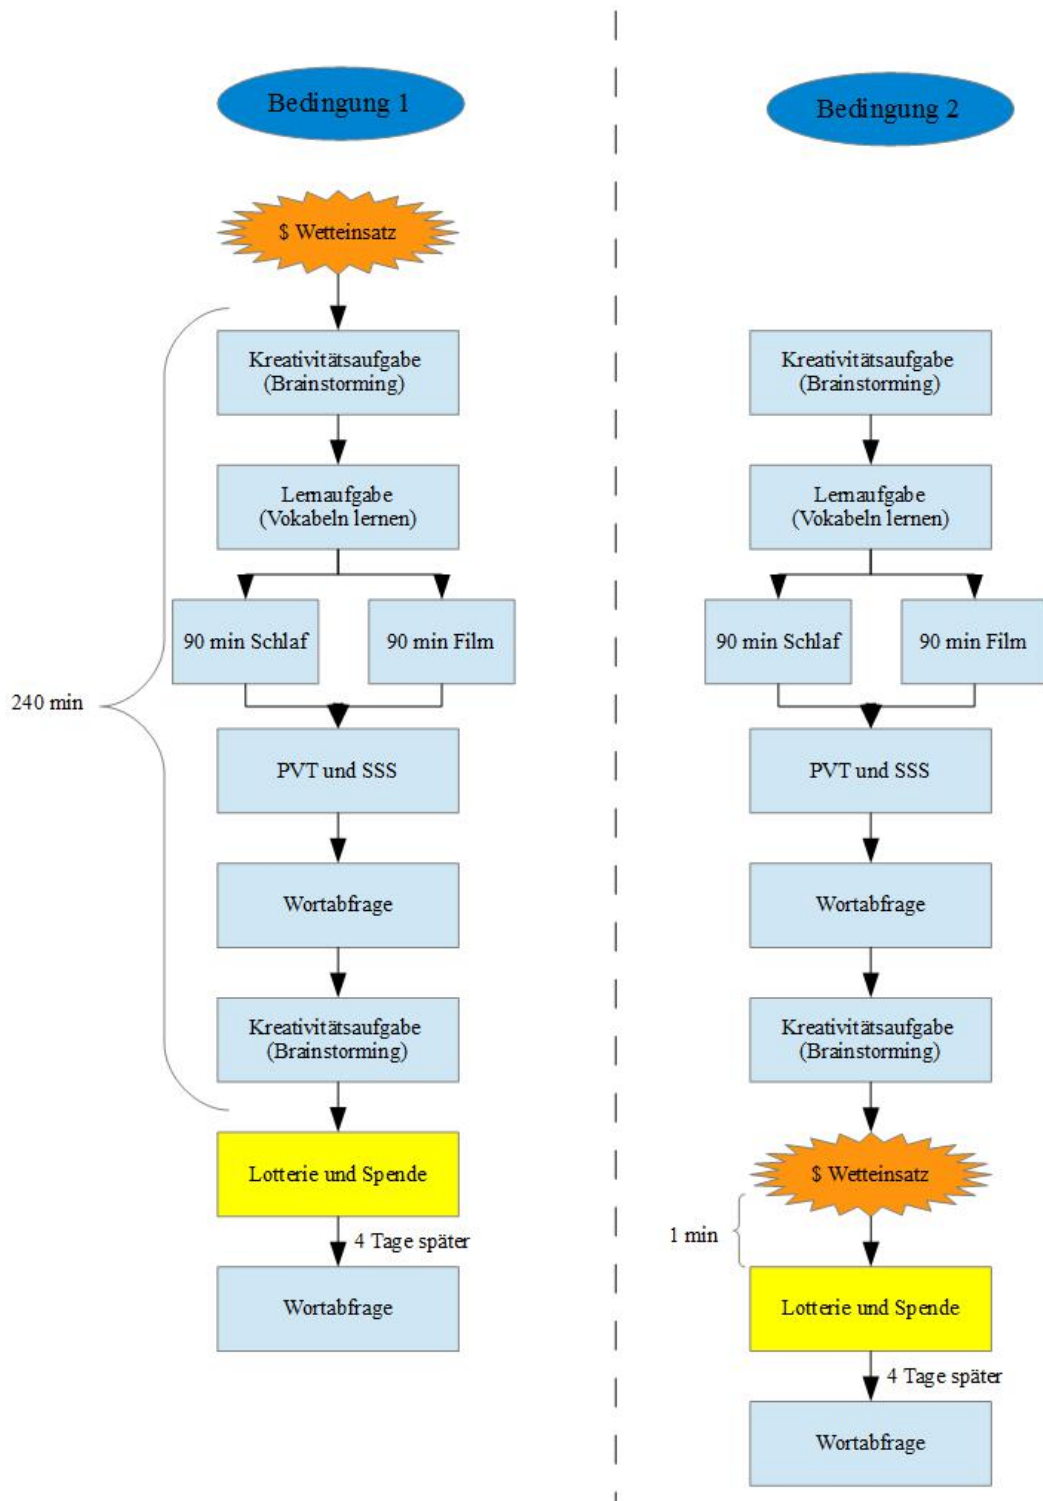 Bedingung 1
$ Wetteinsatz
Kreativitätsaufgabe
(Brainstorming)
Lernaufgabe
(Vokabeln lernen)
90 min Schlaf
90 min Film
240 min
PVT und SSS
Wortabfrage
Kreativitätsaufgabe
(Brainstorming)
Lotterie und Spende
4 Tage später
Wortabfrage
Bedingung 2
Kreativitätsaufgabe
(Brainstorming)
Lernaufgabe
(Vokabeln lernen)
90 min Schlaf
90 min Film
PVT und SSS
Wortabfrage
Kreativitätsaufgabe
(Brainstorming)
$ Wetteinsatz
1 min
Lotterie und Spende
4 Tage später
Wortabfrage